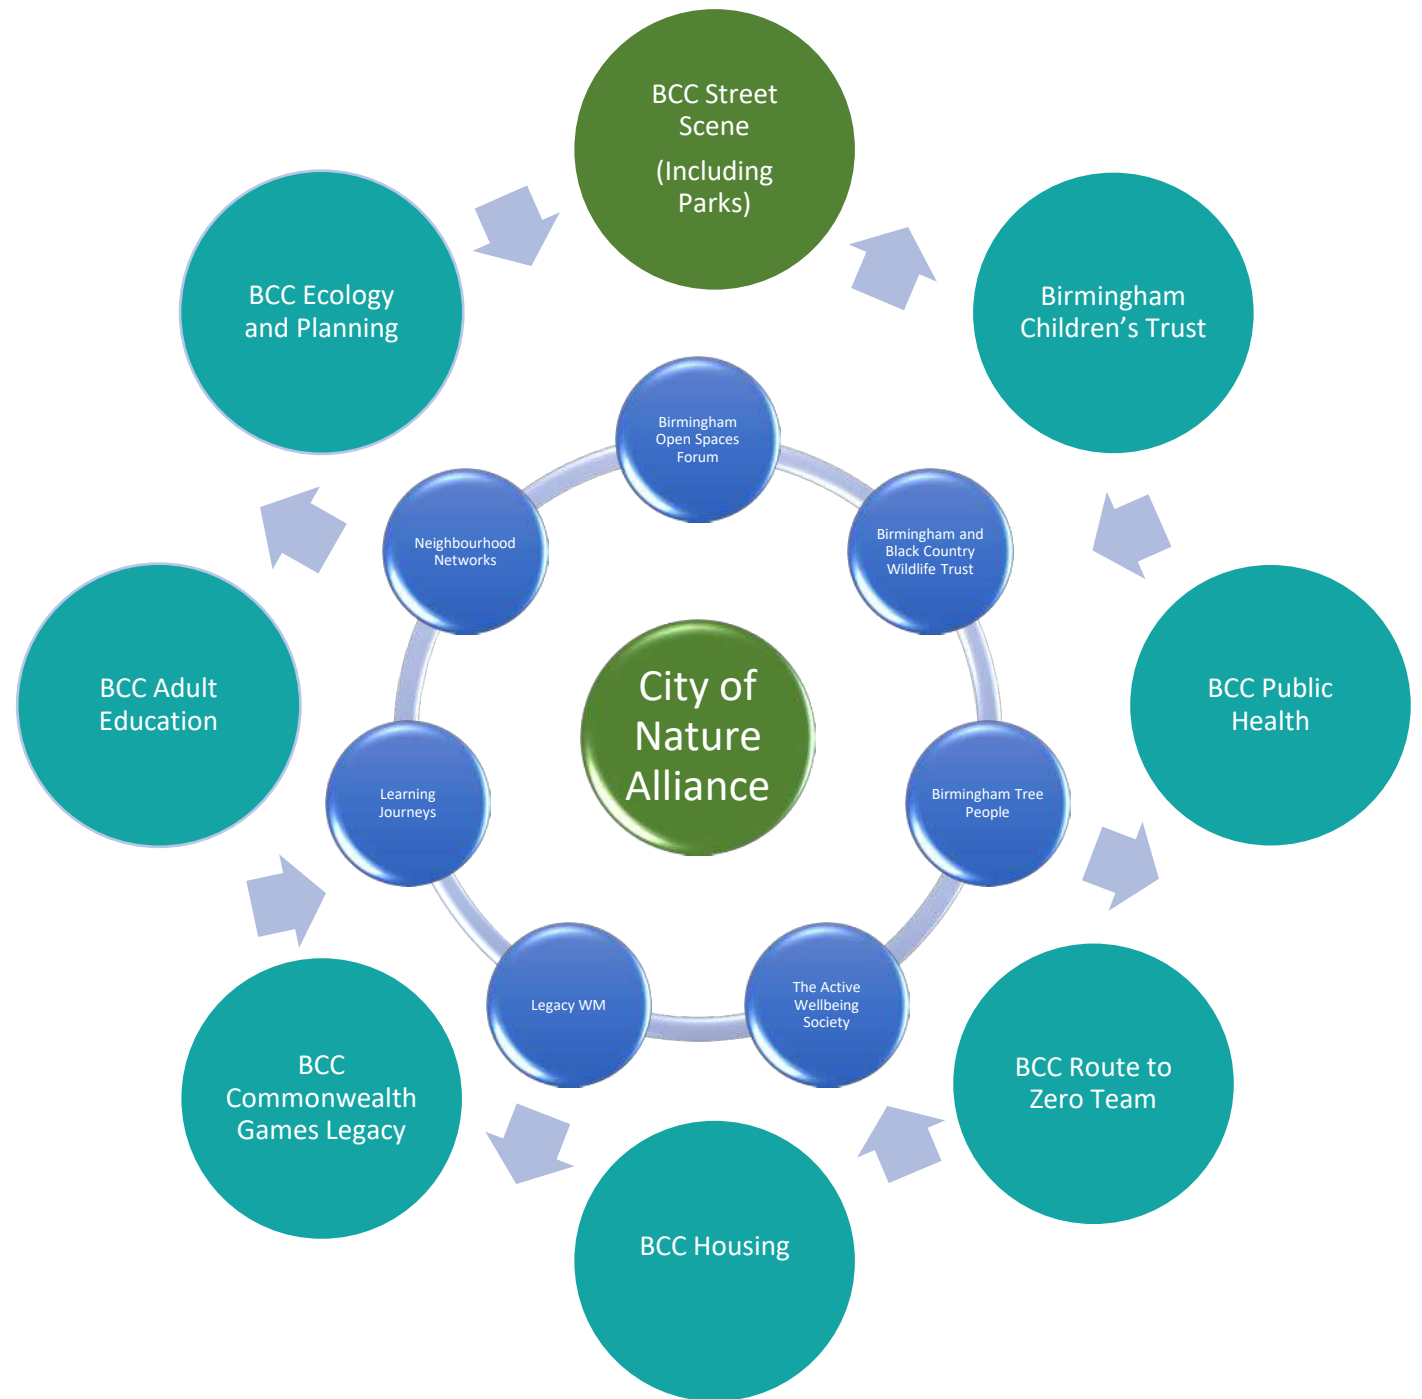 BCC Street
Scene
(Including
Parks)
Birmingham
Children’s Trust
BCC Public
Health
BCC Route to
Zero Team
BCC Housing
BCC
Commonwealth
Games Legacy
BCC Adult
Education
BCC Ecology
and Planning
Birmingham
Open Spaces
Forum
Birmingham and
Black Country
Wildlife Trust
Birmingham Tree
People
The Active
Wellbeing
Society
Legacy WM
Learning
Journeys
Neighbourhood
Networks
City of
Nature
Alliance